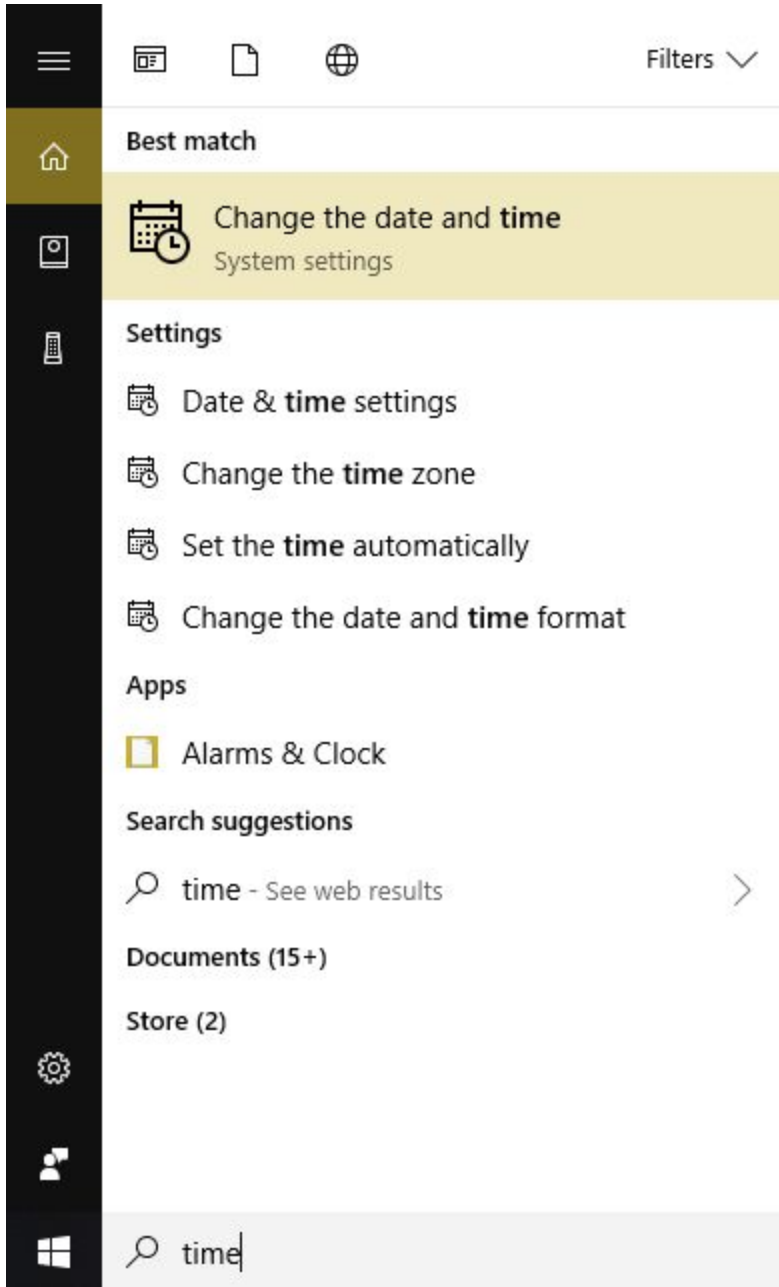 Filters
Best match
Change the date and time
System settings
Settings
Date & time settings
Change the time zone
Set the time automatically
Change the date and time format
Apps
Alarms & Clock
Search suggestions
time - See web results
Documents (15+)
Store (2)
time